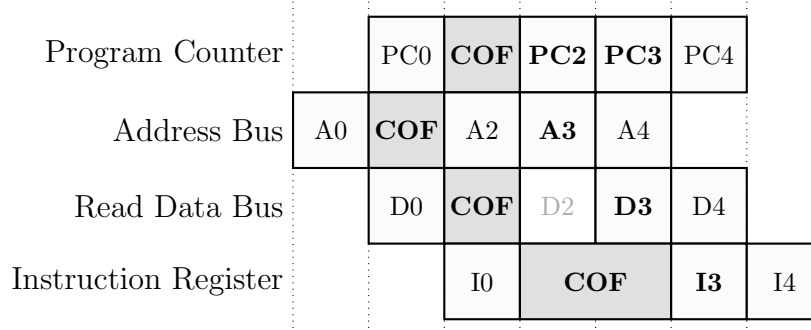 Program Counter PC0 COF PC2 PC3 PC4
Address Bus A0 COF A2 A3 A4
Read Data Bus D0 COF D2 D3 D4
Instruction Register I0 COF I3 I4